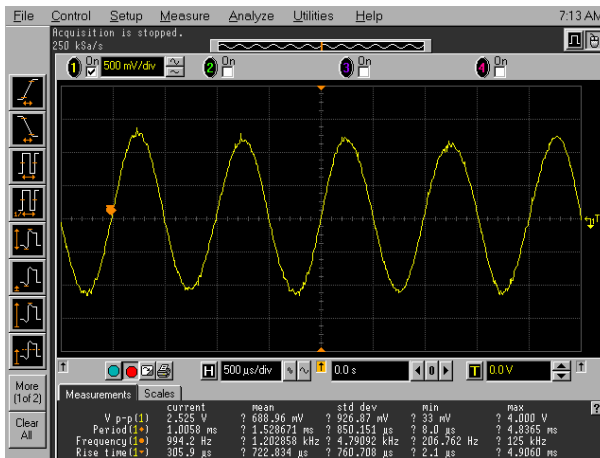 File Control Setup Measure Analyze Utilities Help 7:13 AM
Acquisition is stopped.
250 kSa/s
1 On 500 mV/div 2 On 3 On 4 On
T
More
(1 of 2)
Clear
All
H 500 µs/div 0.0 s 0 T 0.0 V
Measurements Scales
current mean std dev min max
V p-p(1) 2.525 V ? 688.96 mV ? 926.87 mV ? 33 mV ? 4.000 V
Period(1) 1.0058 ms ? 1.528671 ms ? 850.151 µs ? 8.0 µs ? 4.8365 ms
Frequency(1) 994.2 Hz ? 1.202858 kHz ? 4.79092 kHz ? 206.762 Hz ? 125 kHz
Rise time(1) 305.9 µs ? 722.834 µs ? 760.708 µs ? 2.1 µs ? 4.9060 ms